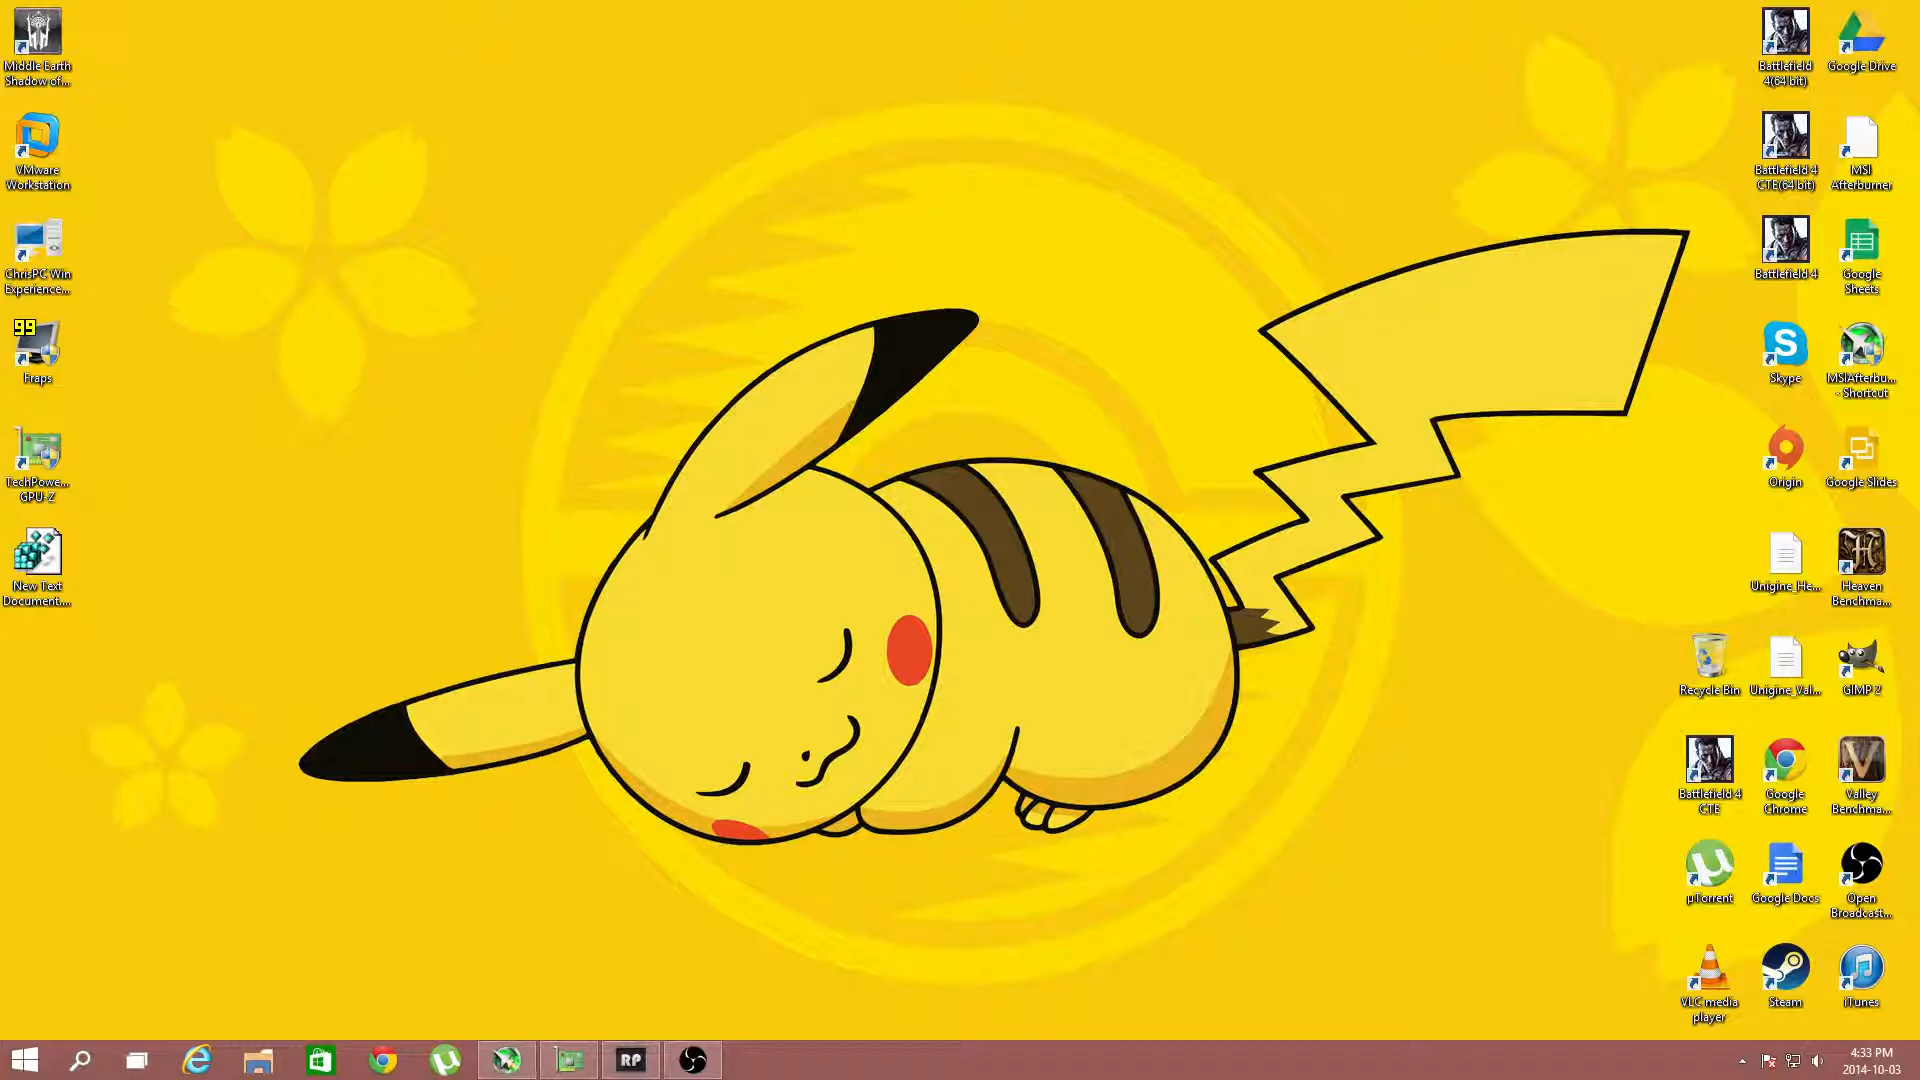 Middle Earth
Shadow of...
VMware
Workstation
ChrisPC Win
Experience...
99
Fraps
TechPowe...
GPU-Z
New Text
Document....
Battlefield
4(64 bit)
Google Drive
Battlefield 4
CTE(64 bit)
MSI
Afterburner
Battlefield 4
Google
Sheets
S
Skype
MSIAfterbu...
- Shortcut
Origin
Google Slides
Unigine_He...
H
Heaven
Benchma...
Recycle Bin
Unigine_Val...
GIMP 2
Battlefield 4
CTE
Google
Chrome
V
Valley
Benchma...
µ
µTorrent
Google Docs
Open
Broadcast...
VLC media
player
Steam
iTunes
RP
4:33 PM
2014-10-03